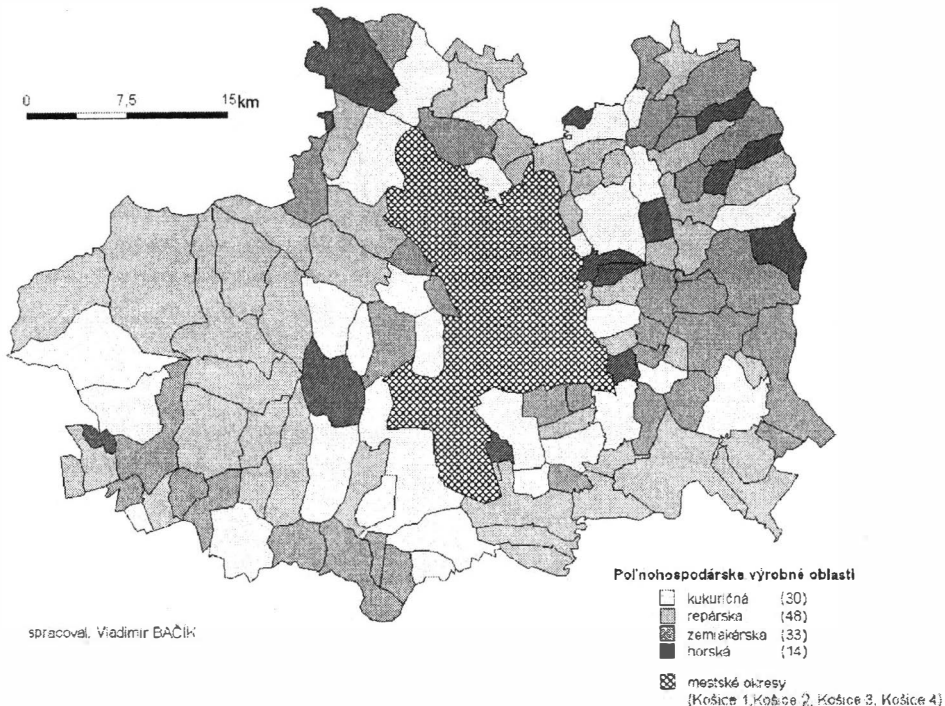 0 7,5 15km
Poľnohospodárske výrobné oblasti
kukuričná (30)
repárska (48)
zemiakárska (33)
horská (14)
spracoval. Vladimír BAČÍK
mestské okresy
(Košice 1,Košice 2, Košice 3, Košice 4)